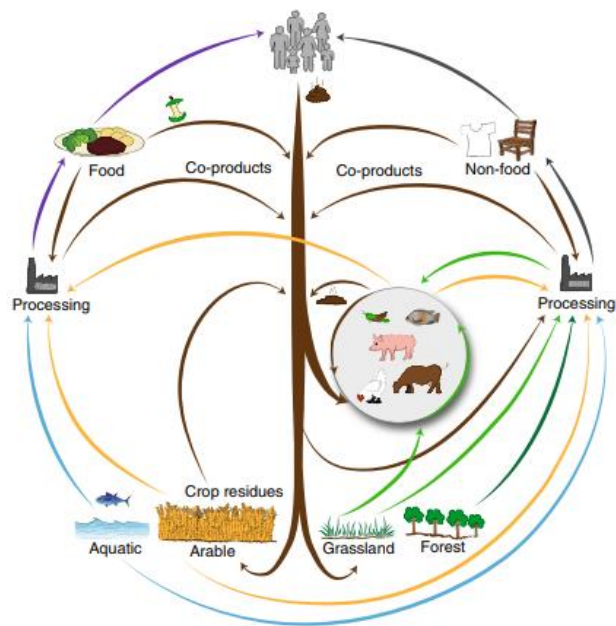 Food
Co-products
Co-products
Non-food
Processing
Processing
Crop residues
Aquatic
Arable
Grassland
Forest